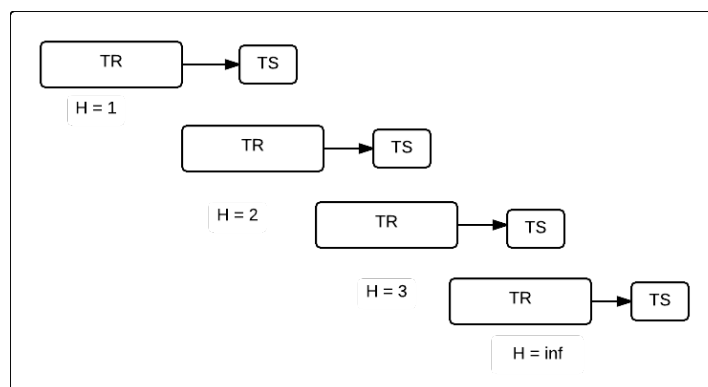 TR
TS
H = 1
TR
TS
H = 2
TR
TS
H = 3
TR
TS
H = inf